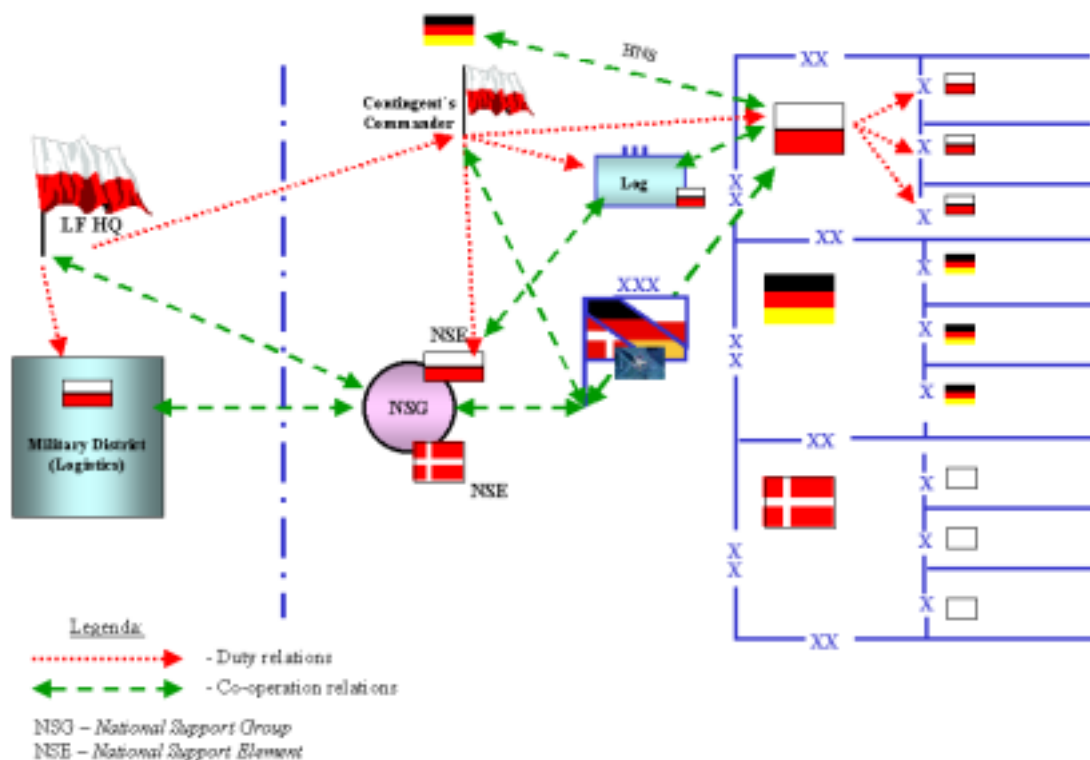 HNS
XX
Contingent's
Commander
X
Log
X
X
X
X
LF HQ
XX
X
XXX
NSE
X
X
X
NSG
X
Military District
(Logistics)
XX
NSE
X
X
X
X
X
XX
Legenda:
- Duty relations
- Co-operation relations
NSG – National Support Group
NSE – National Support Element